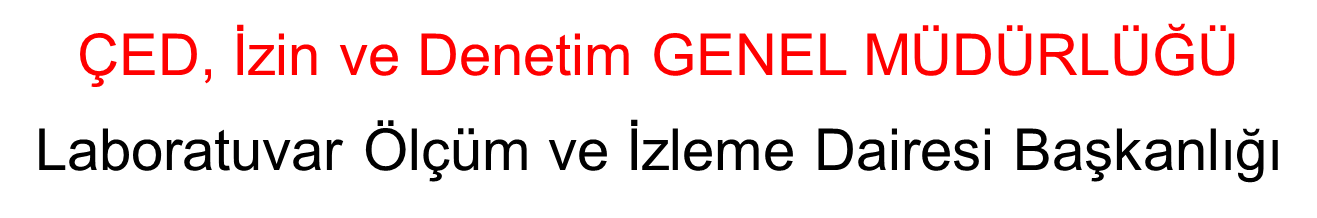 ÇED, İzin ve Denetim GENEL MÜDÜRLÜĞÜ
Laboratuvar Ölçüm ve İzleme Dairesi Başkanlığı